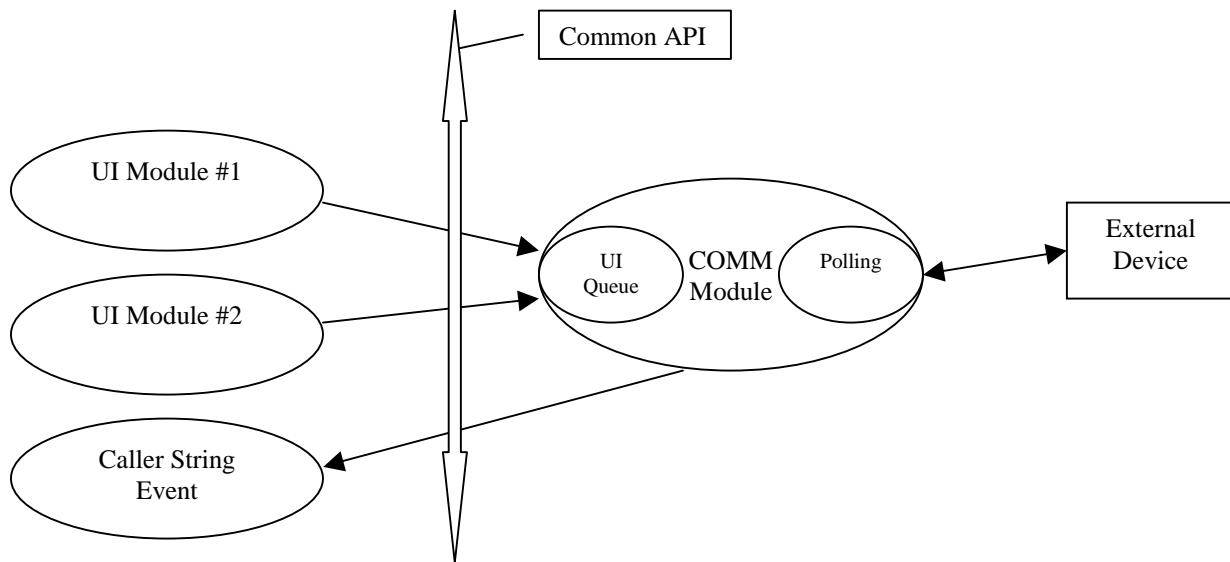 Common API
UI Module #1
UI Module #2
Caller String
Event
UI
Queue
COMM
Module
Polling
External
Device